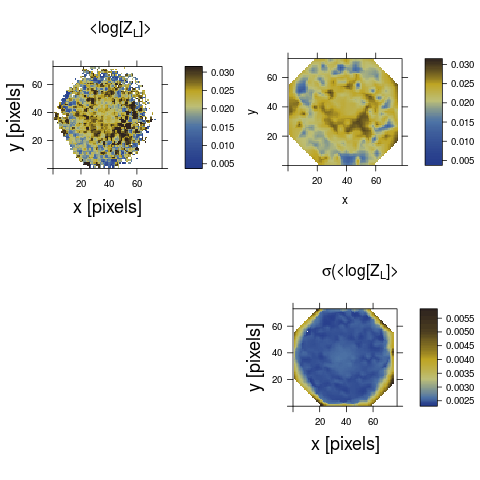 <log[Z_L]>
y [pixels]
60
40
20
20 40 60
x [pixels]
0.030
0.025
0.020
0.015
0.010
0.005
y
60
40
20
20 40 60
x
0.030
0.025
0.020
0.015
0.010
0.005
σ(<log[Z_L]>
y [pixels]
60
40
20
20 40 60
x [pixels]
0.0055
0.0050
0.0045
0.0040
0.0035
0.0030
0.0025